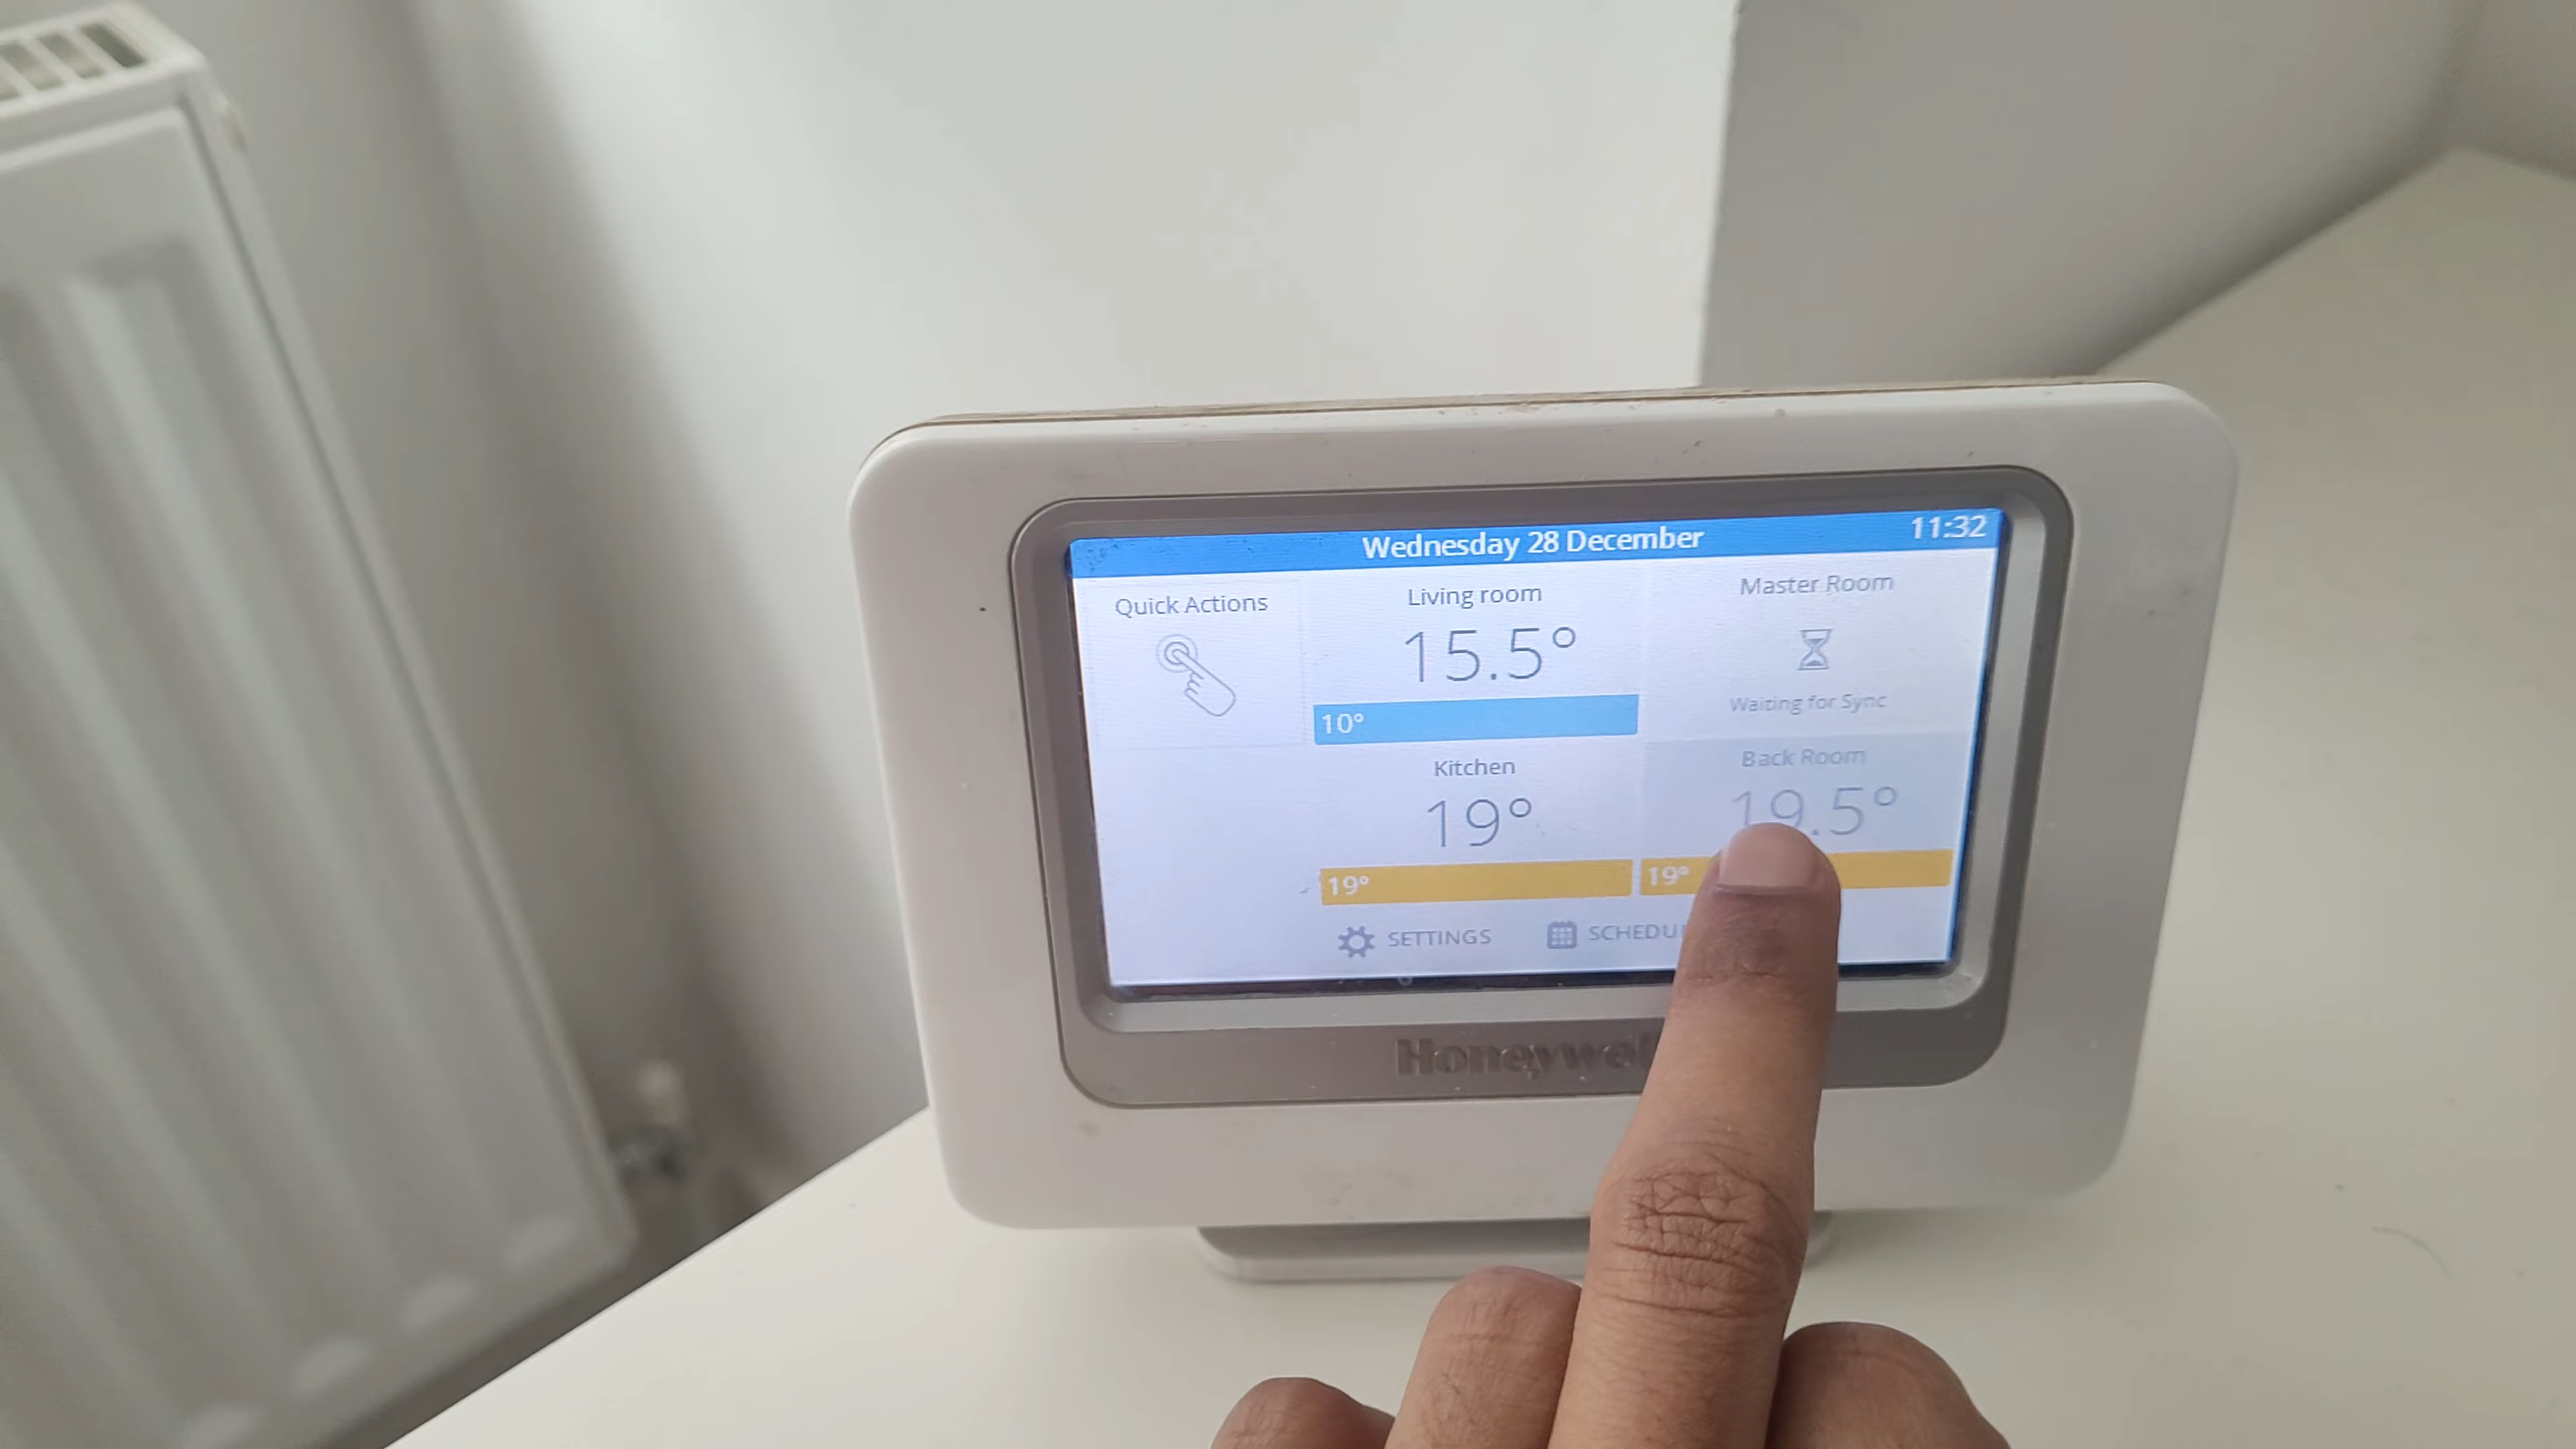 Wednesday 28 December
11:32
Quick Actions
Living room
15.5°
10°
Master Room
Waiting for Sync
Kitchen
19°
19°
Back Room
19.5°
19°
SETTINGS
Honeywel